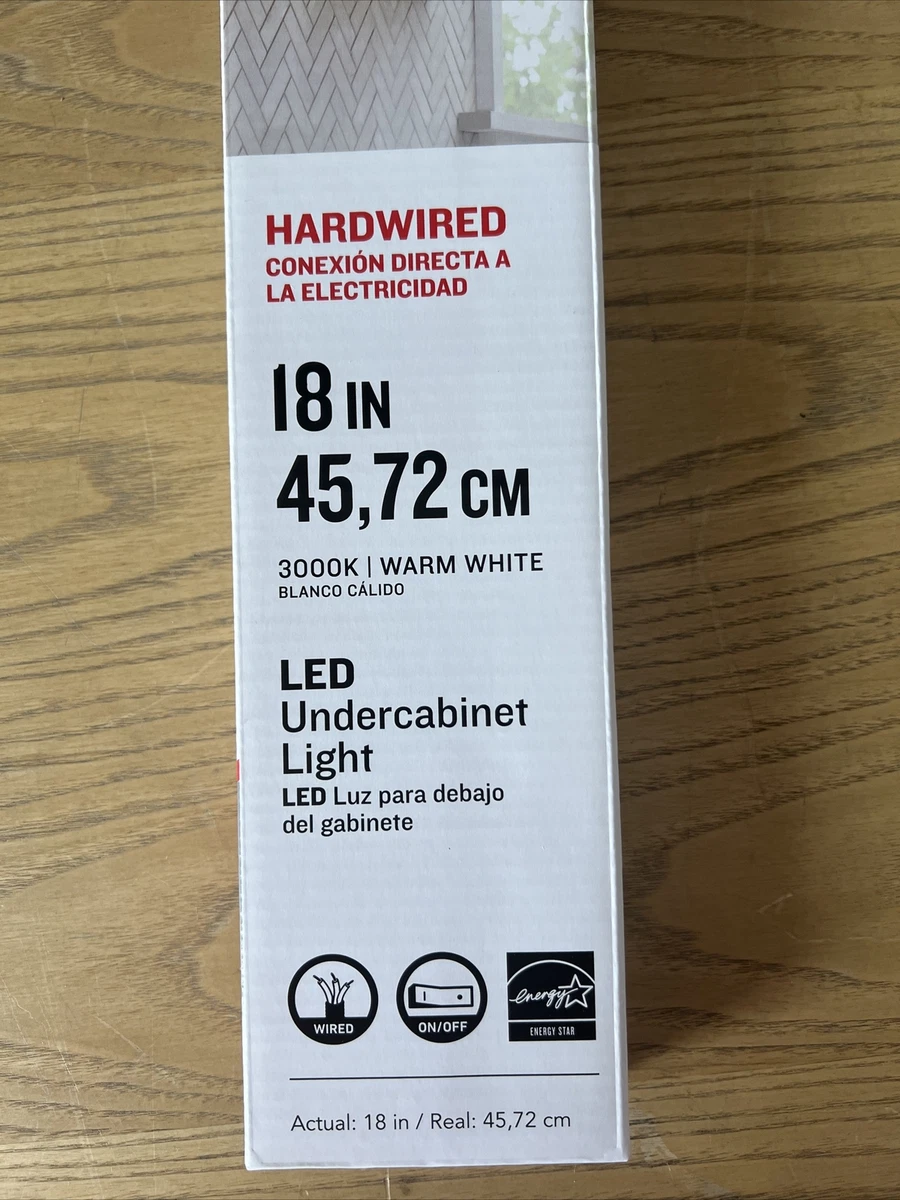 HARDWIRED
CONEXIÓN DIRECTA A
LA ELECTRICIDAD
18 IN
45,72 CM
3000K | WARM WHITE
BLANCO CÁLIDO
LED
Undercabinet
Light
LED Luz para debajo
del gabinete
WIRED
ON/OFF
energy
ENERGY STAR
Actual: 18 in / Real: 45,72 cm